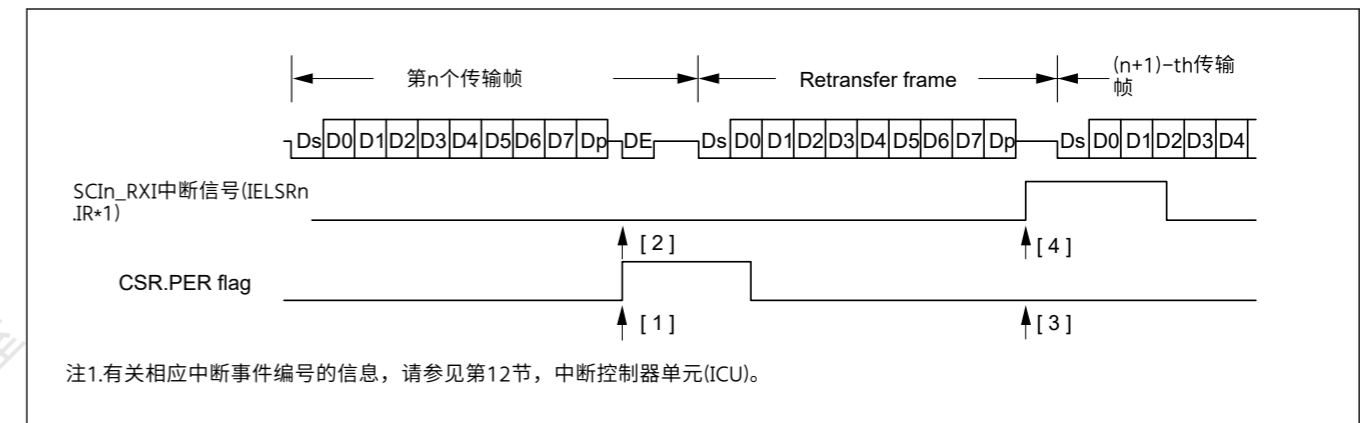 第n个传输帧
Retransfer frame
(n+1)-th传输
帧
Ds D0 D1 D2 D3 D4 D5 D6 D7 Dp DE Ds D0 D1 D2 D3 D4 D5 D6 D7 Dp Ds D0 D1 D2 D3 D4
SCIn_RXI中断信号(IELSRn
.IR*1)
[ 2 ]
[ 4 ]
CSR.PER flag
[ 1 ]
[ 3 ]
注1.有关相应中断事件编号的信息，请参见第12节，中断控制器单元(ICU)。